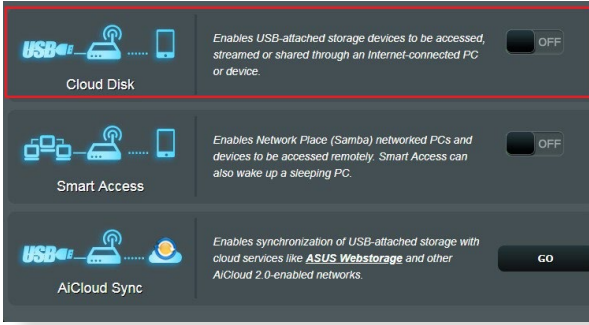 USB
Cloud Disk
Enables USB-attached storage devices to be accessed,
streamed or shared through an Internet-connected PC
or device.
OFF
Smart Access
Enables Network Place (Samba) networked PCs and
devices to be accessed remotely. Smart Access can
also wake up a sleeping PC.
OFF
USB
AiCloud Sync
Enables synchronization of USB-attached storage with
cloud services like ASUS Webstorage and other
AiCloud 2.0-enabled networks.
GO